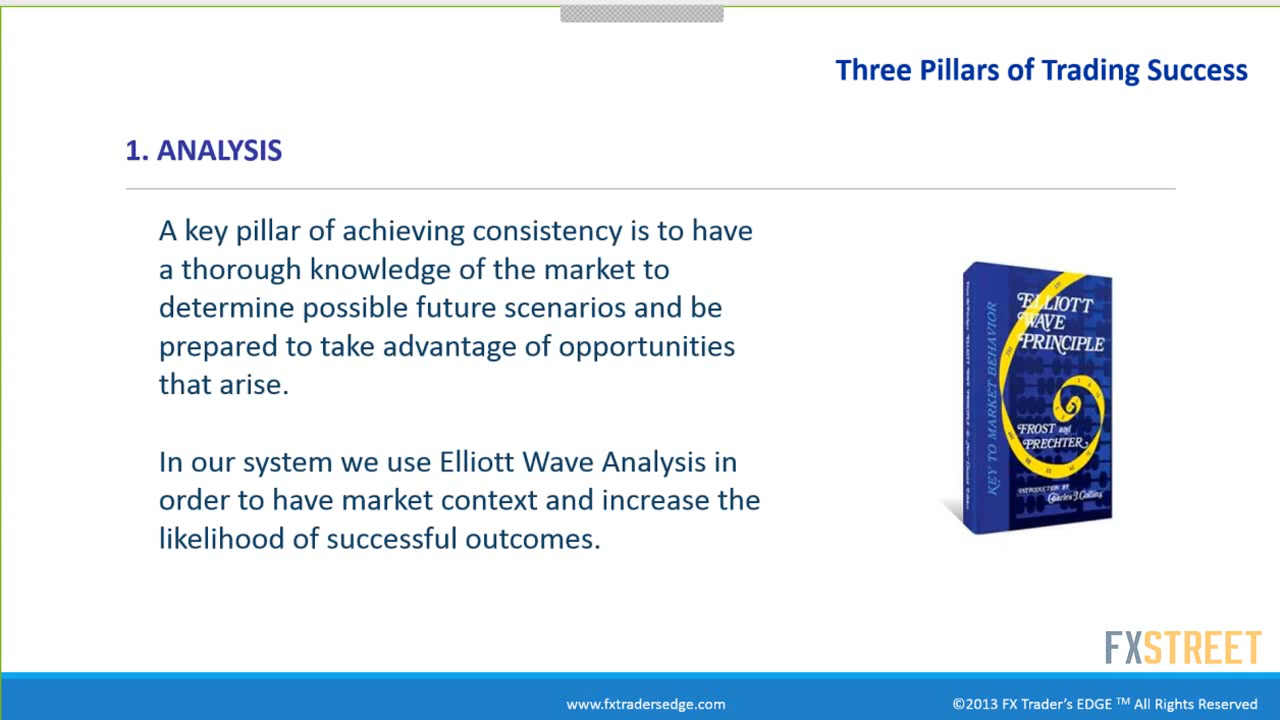 Three Pillars of Trading Success
1. ANALYSIS
A key pillar of achieving consistency is to have
a thorough knowledge of the market to
determine possible future scenarios and be
prepared to take advantage of opportunities
that arise.
In our system we use Elliott Wave Analysis in
order to have market context and increase the
likelihood of successful outcomes.
KEY TO MARKET BEHAVIOR
ELLIOTT
WAVE
PRINCIPLE
FROST and
PRECHTER
INTRODUCTION BY
Charles J. Collins
FXSTREET
www.fxtradersedge.com
©2013 FX Trader's EDGE ™ All Rights Reserved